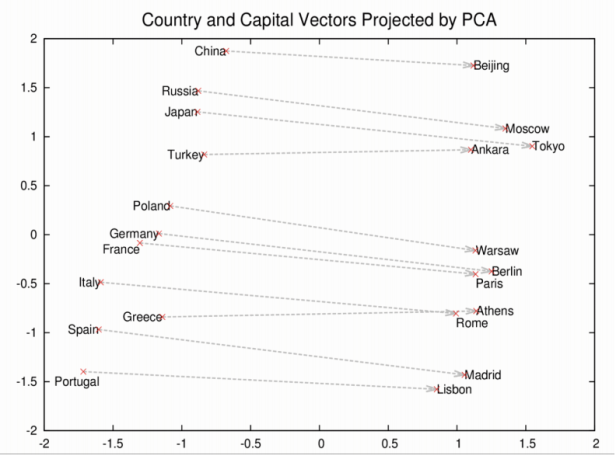 Country and Capital Vectors Projected by PCA
2
China
Beijing
1.5
Russia
Japan
Moscow
1
Tokyo
Turkey
Ankara
0.5
Poland
Germany
0
France
Warsaw
Berlin
Paris
-0.5
Italy
Athens
Greece
Rome
Spain
-1
Madrid
Portugal
-1.5
Lisbon
-2
-2 -1.5 -1 -0.5 0 0.5 1 1.5 2